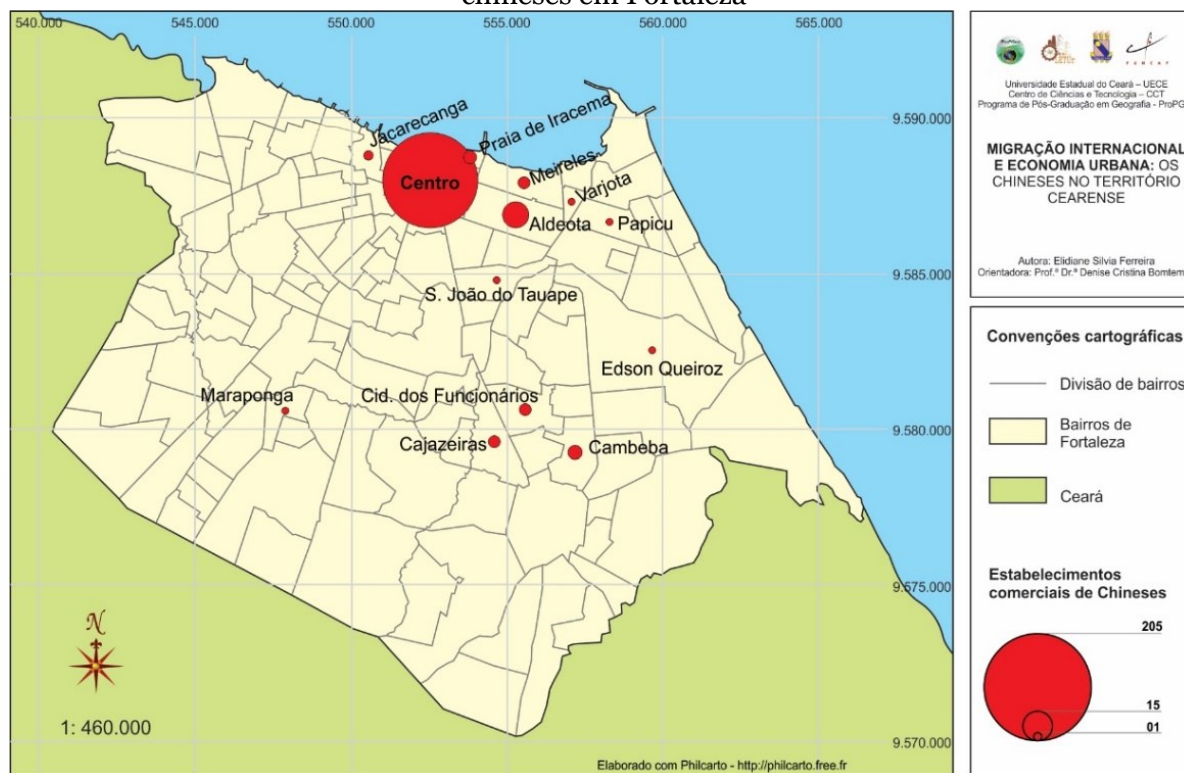 chineses em Fortaleza
540.000 545.000 550.000 555.000 560.000 565.000
9.590.000
9.585.000
9.580.000
9.575.000
9.570.000
Jacarecanga
Praia de Iracema
Centro
Meireles
Varjota
Aldeota
Papicu
S. João do Tauape
Edson Queiroz
Maraponga
Cid. dos Funcionários
Cajazeiras
Cambeba
N
1: 460.000
Elaborado com Philcarto - http://philcarto.free.fr
FUNCAP
Universidade Estadual do Ceará – UECE
Centro de Ciências e Tecnologia – CCT
Programa de Pós-Graduação em Geografia - ProPG
MIGRAÇÃO INTERNACIONAL
E ECONOMIA URBANA: OS
CHINESES NO TERRITÓRIO
CEARENSE
Autora: Elidiane Silvia Ferreira
Orientadora: Prof.ª Dr.ª Denise Cristina Bomtem
Convenções cartográficas
Divisão de bairros
Bairros de
Fortaleza
Ceará
Estabelecimentos
comerciais de Chineses
205
15
01